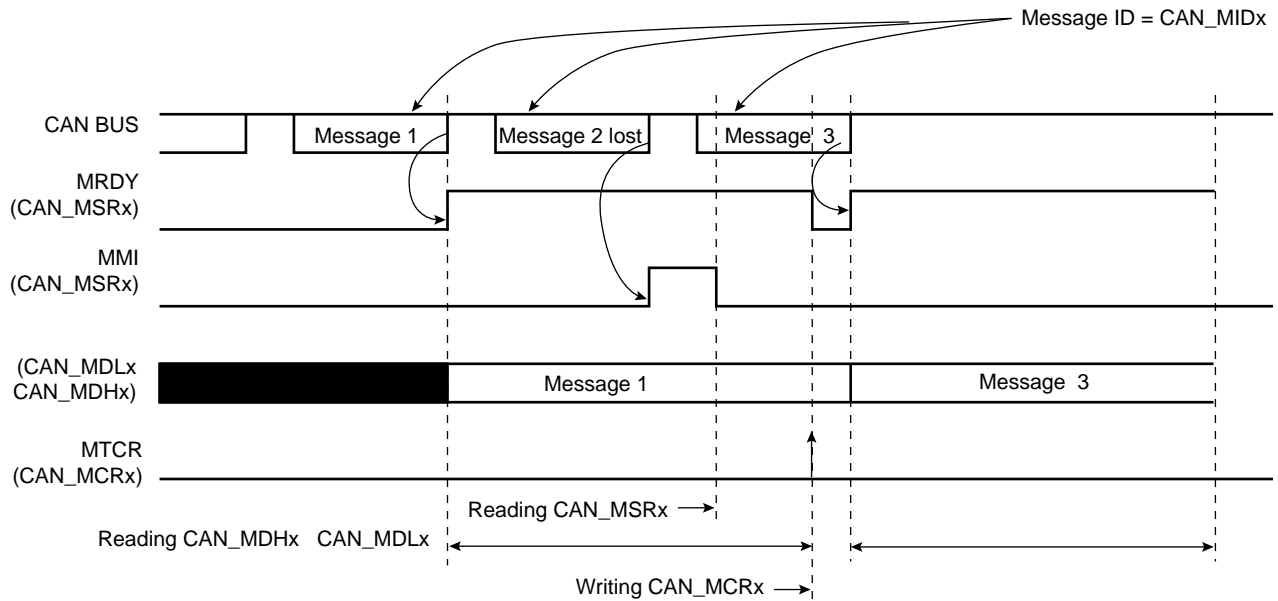 Message ID = CAN_MIDx
CAN BUS
Message 1
Message 2 lost
Message 3
MRDY
(CAN_MSRx)
MMI
(CAN_MSRx)
(CAN_MDLx
CAN_MDHx)
Message 1
Message 3
MTCR
(CAN_MCRx)
Reading CAN_MSRx
Reading CAN_MDHx CAN_MDLx
Writing CAN_MCRx